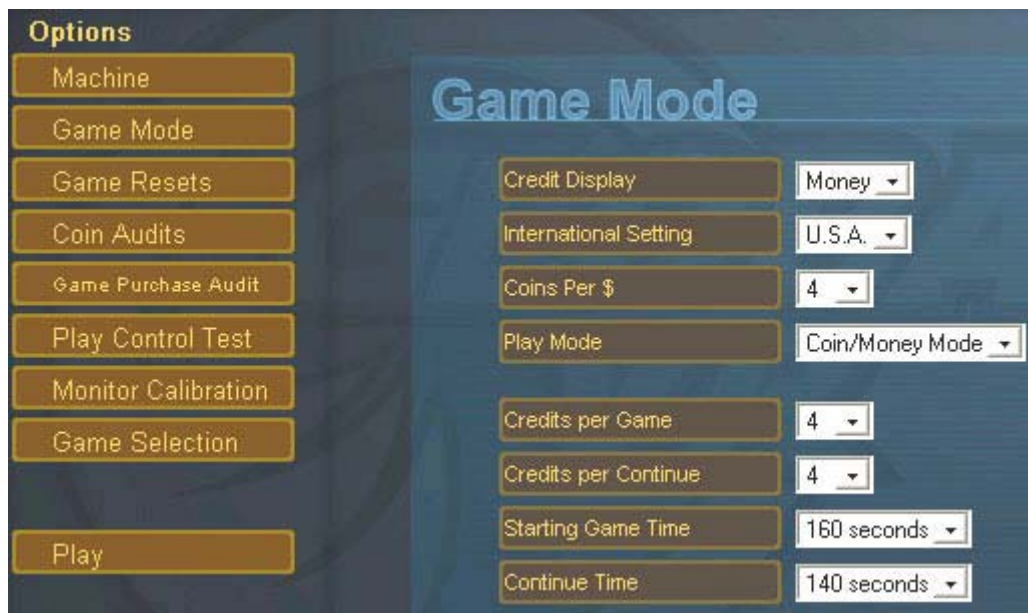 Options
Machine
Game Mode
Game Resets
Coin Audits
Game Purchase Audit
Play Control Test
Monitor Calibration
Game Selection
Play
Game Mode
Credit Display Money
International Setting U.S.A.
Coins Per $ 4
Play Mode Coin/Money Mode
Credits per Game 4
Credits per Continue 4
Starting Game Time 160 seconds
Continue Time 140 seconds